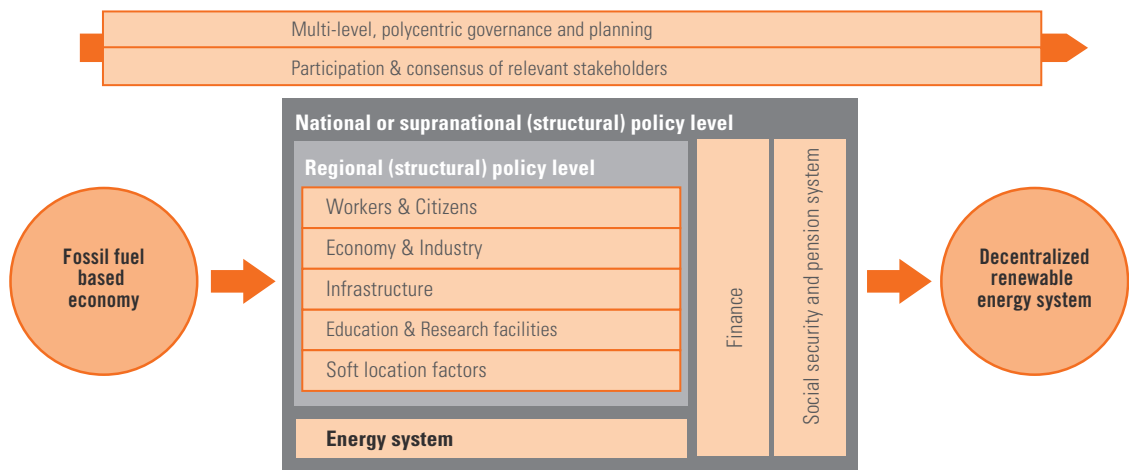 Multi-level, polycentric governance and planning
Participation & consensus of relevant stakeholders
National or supranational (structural) policy level
Regional (structural) policy level
Workers & Citizens
Economy & Industry
Infrastructure
Education & Research facilities
Soft location factors
Energy system
Finance
Social security and pension system
Fossil fuel
based
economy
Decentralized
renewable
energy system